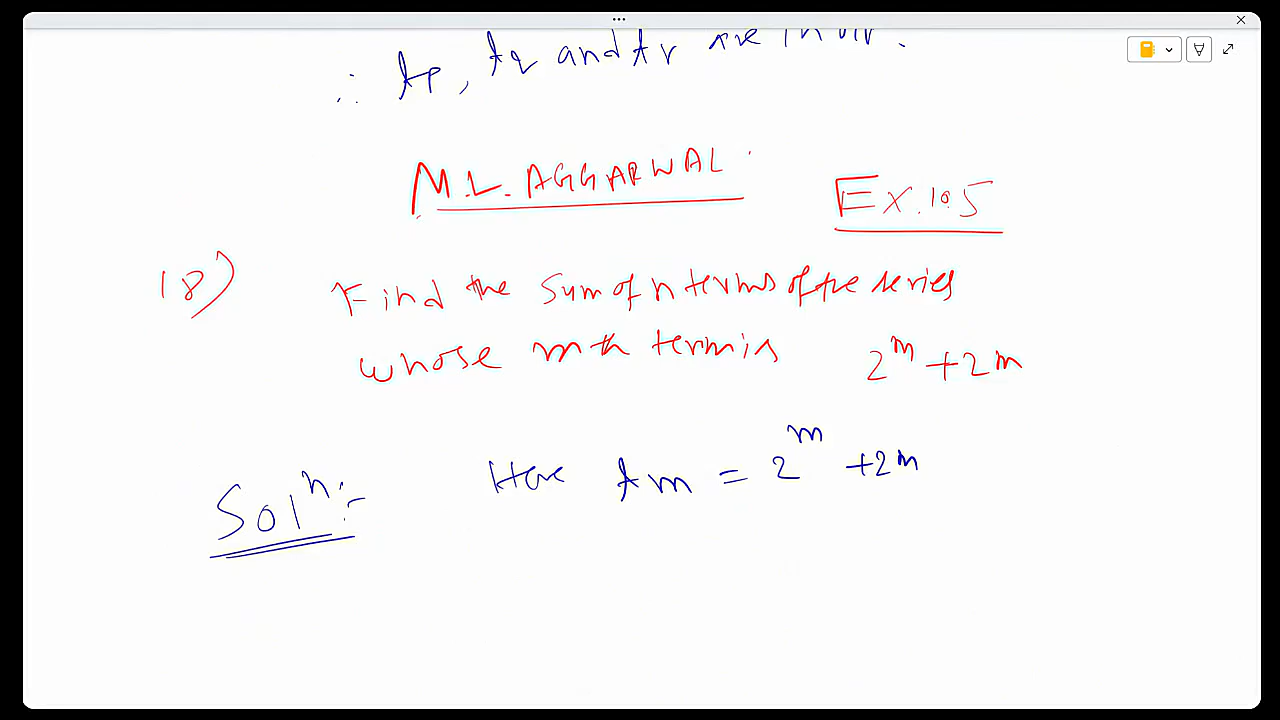 ∴ tp, tq and tr are in
M.L. AGGARWAL
Ex.10.5
18)
Find the sum of n terms of the series
whose mth term is 2^m + 2m
Solⁿ:- Here tm = 2^m + 2m